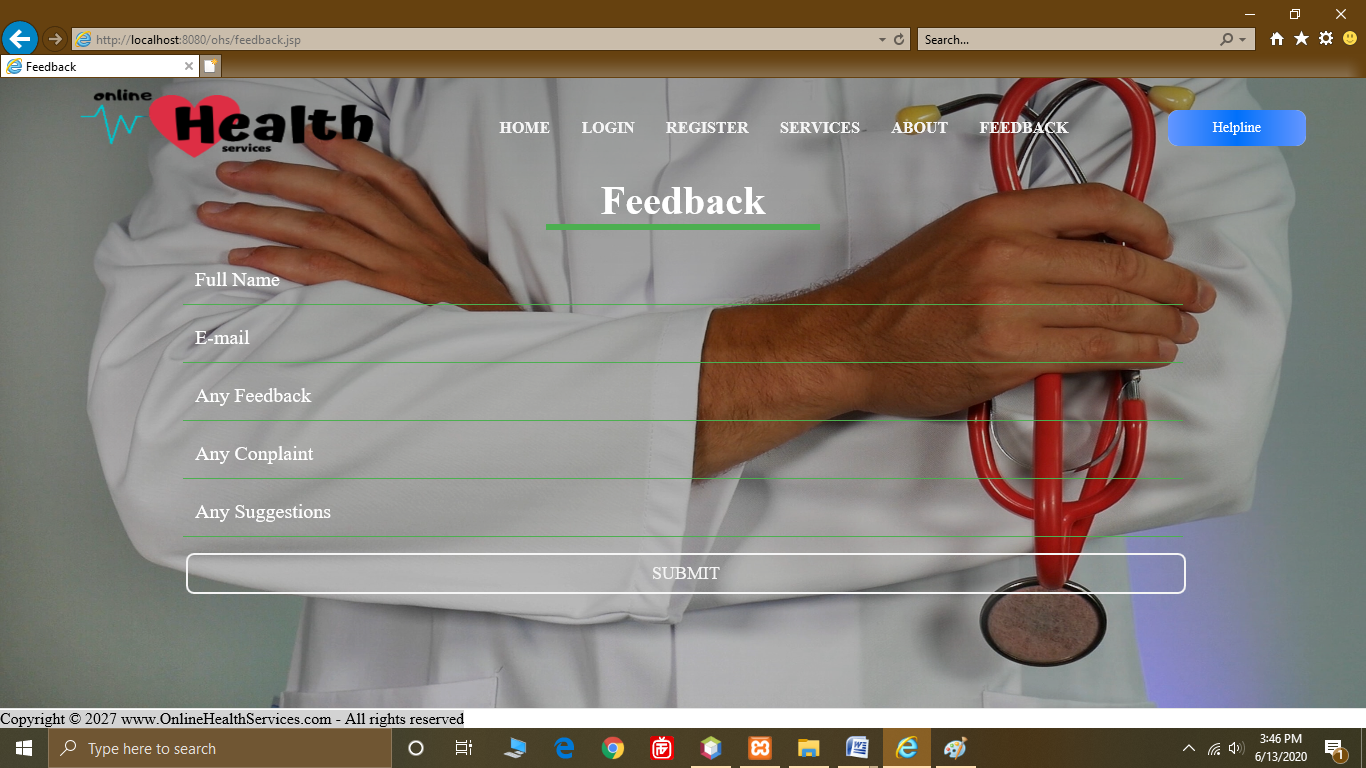 http://localhost:8080/ohs/feedback.jsp
Search...
Feedback
online
Health
services
HOME LOGIN REGISTER SERVICES ABOUT FEEDBACK
Helpline
Feedback
Full Name
E-mail
Any Feedback
Any Conplaint
Any Suggestions
SUBMIT
Copyright © 2027 www.OnlineHealthServices.com - All rights reserved
Type here to search
3:46 PM
6/13/2020
1